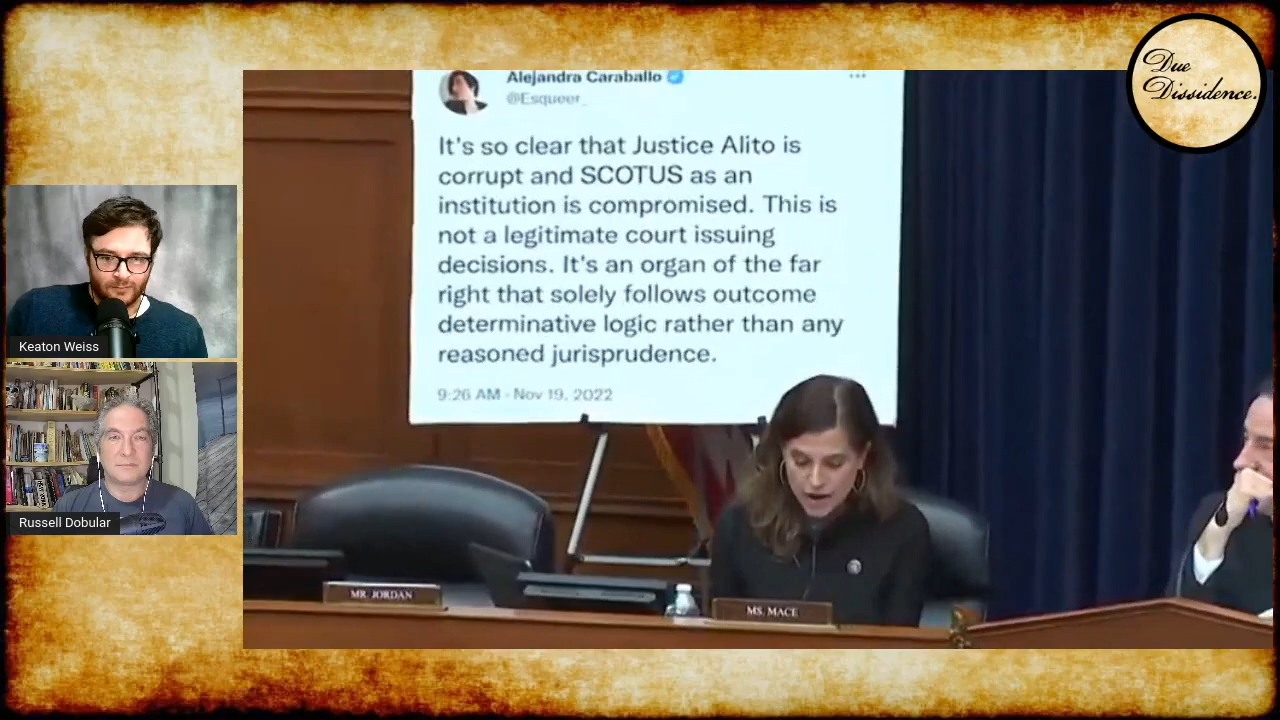 Due
Dissidence.
Alejandra Caraballo
@Esqueer_
It's so clear that Justice Alito is
corrupt and SCOTUS as an
institution is compromised. This is
not a legitimate court issuing
decisions. It's an organ of the far
right that solely follows outcome
determinative logic rather than any
reasoned jurisprudence.
9:26 AM · Nov 19, 2022
Keaton Weiss
Russell Dobular
MR. JORDAN
MS. MACE